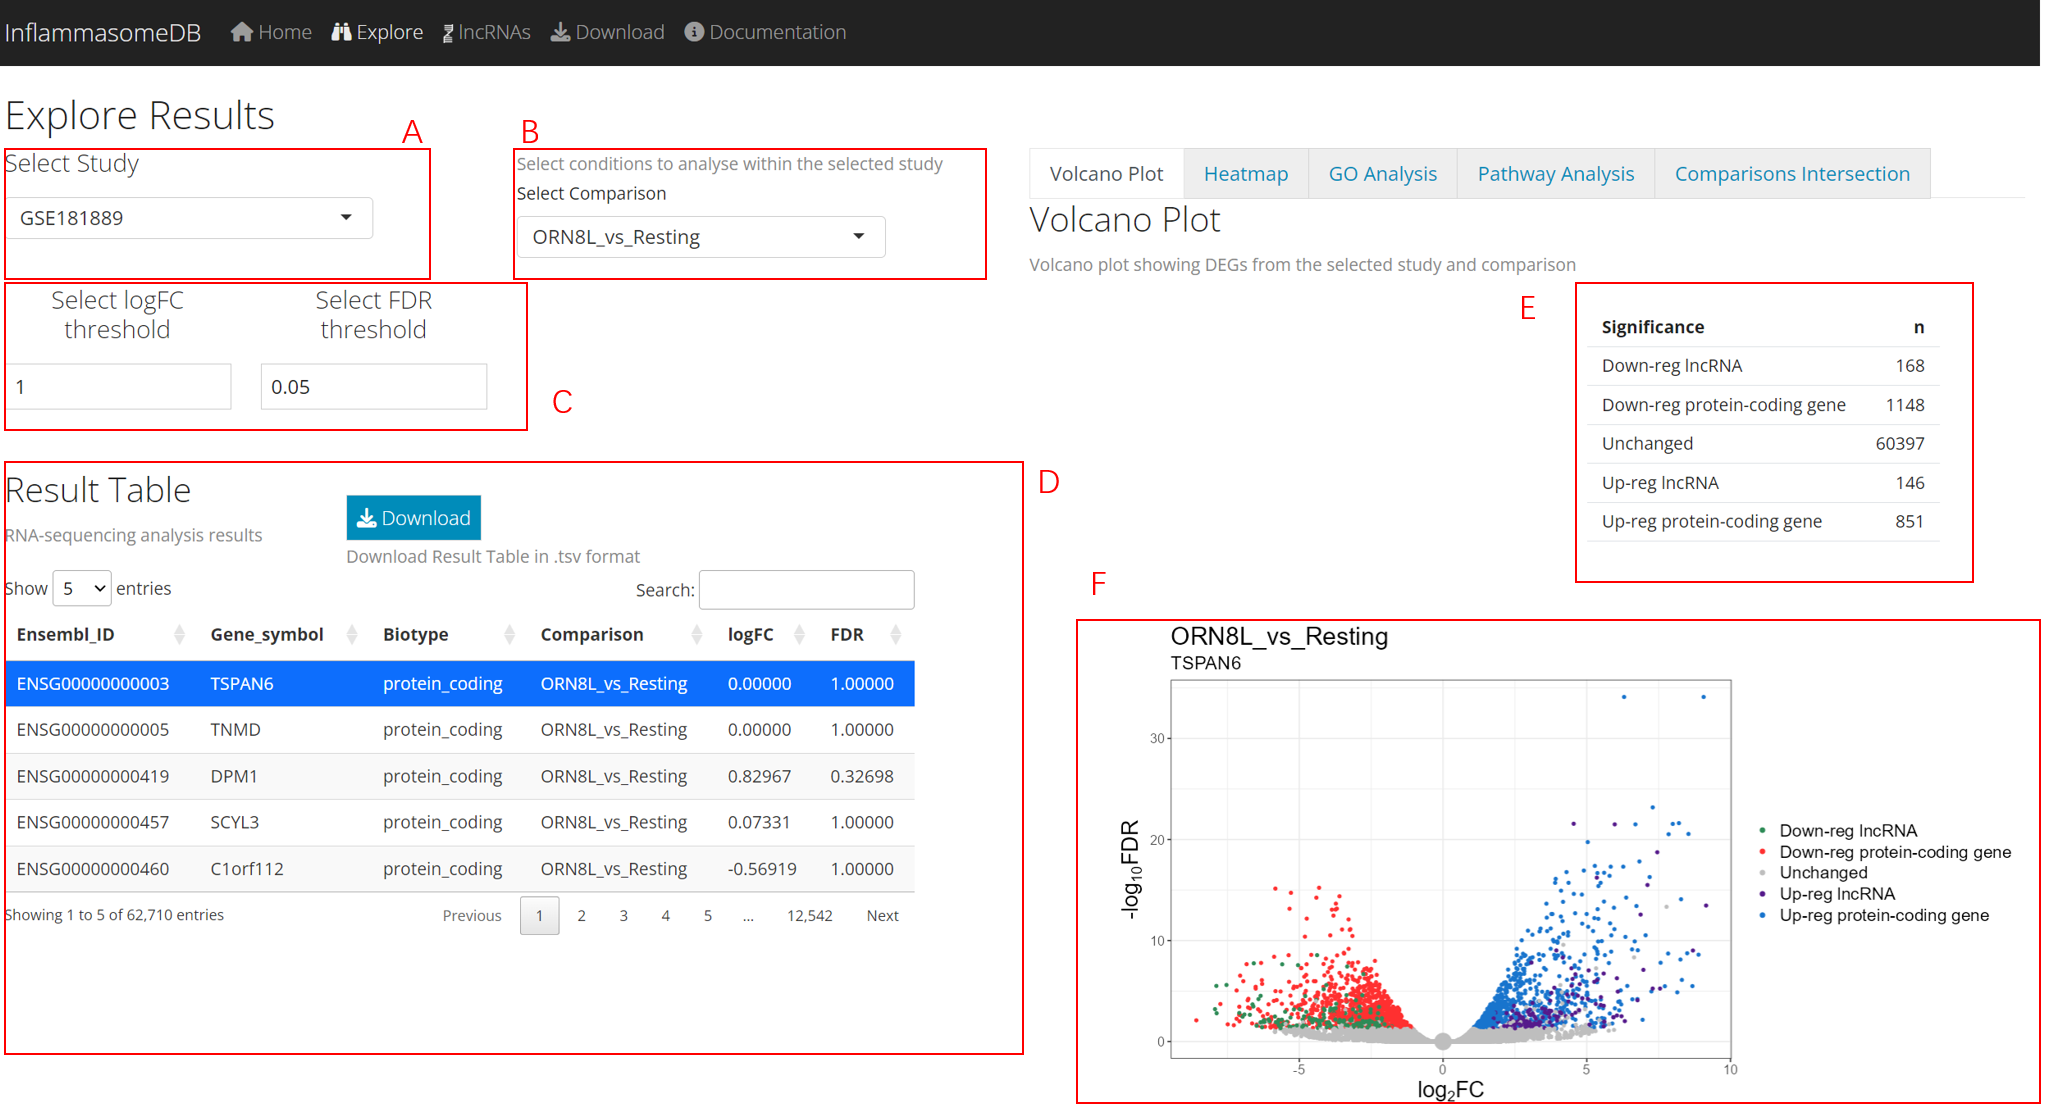 InflammasomeDB Home Explore lncRNAs Download Documentation
Explore Results
A
Select Study
GSE181889
B
Select conditions to analyse within the selected study
Select Comparison
ORN8L_vs_Resting
Select logFC threshold
1
Select FDR threshold
0.05
C
Result Table
RNA-sequencing analysis results
Download
Download Result Table in .tsv format
D
Show 5 entries
Search:
Ensembl_ID Gene_symbol Biotype Comparison logFC FDR
ENSG00000000003 TSPAN6 protein_coding ORN8L_vs_Resting 0.00000 1.00000
ENSG00000000005 TNMD protein_coding ORN8L_vs_Resting 0.00000 1.00000
ENSG00000000419 DPM1 protein_coding ORN8L_vs_Resting 0.82967 0.32698
ENSG00000000457 SCYL3 protein_coding ORN8L_vs_Resting 0.07331 1.00000
ENSG00000000460 C1orf112 protein_coding ORN8L_vs_Resting -0.56919 1.00000
Showing 1 to 5 of 62,710 entries
Previous 1 2 3 4 5 ... 12,542 Next
Volcano Plot Heatmap GO Analysis Pathway Analysis Comparisons Intersection
Volcano Plot
Volcano plot showing DEGs from the selected study and comparison
E
Significance n
Down-reg lncRNA 168
Down-reg protein-coding gene 1148
Unchanged 60397
Up-reg lncRNA 146
Up-reg protein-coding gene 851
F
ORN8L_vs_Resting
TSPAN6
30
20
10
0
-log10FDR
-5 0 5 10
log2FC
Down-reg lncRNA
Down-reg protein-coding gene
Unchanged
Up-reg lncRNA
Up-reg protein-coding gene